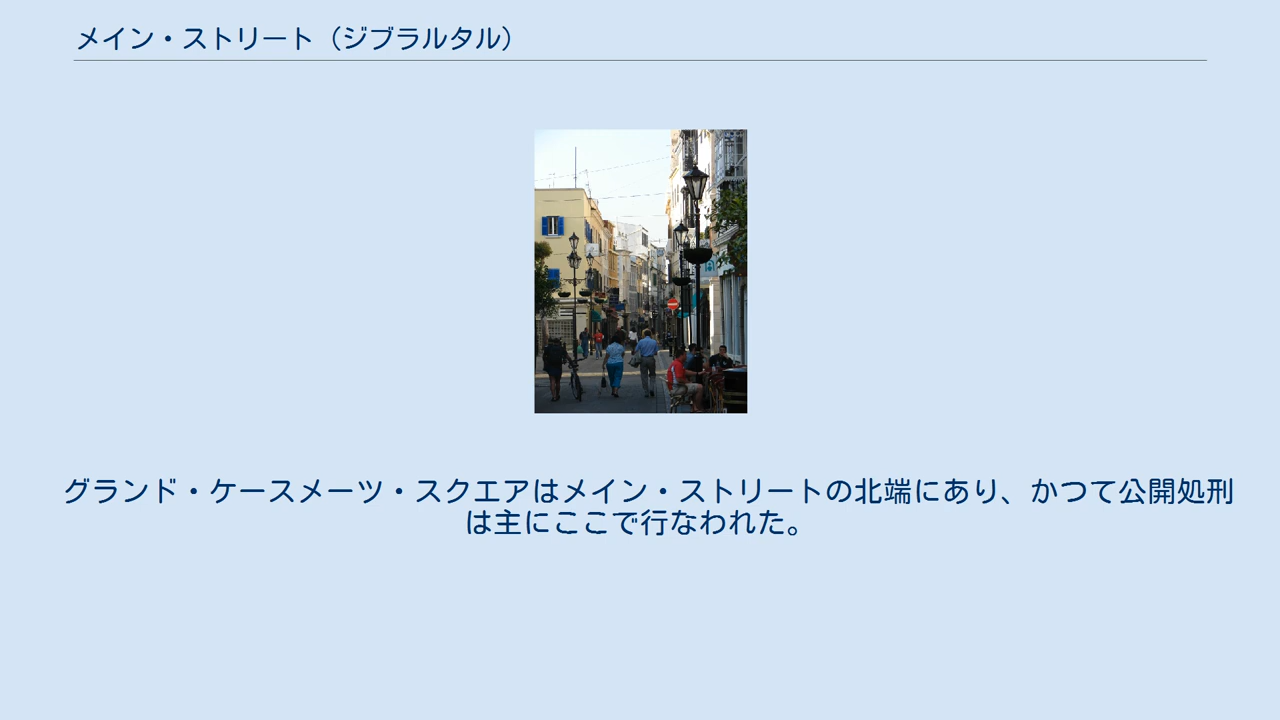 メイン・ストリート（ジブラルタル）
グランド・ケースメーツ・スクエアはメイン・ストリートの北端にあり、かつて公開処刑
は主にここで行なわれた。